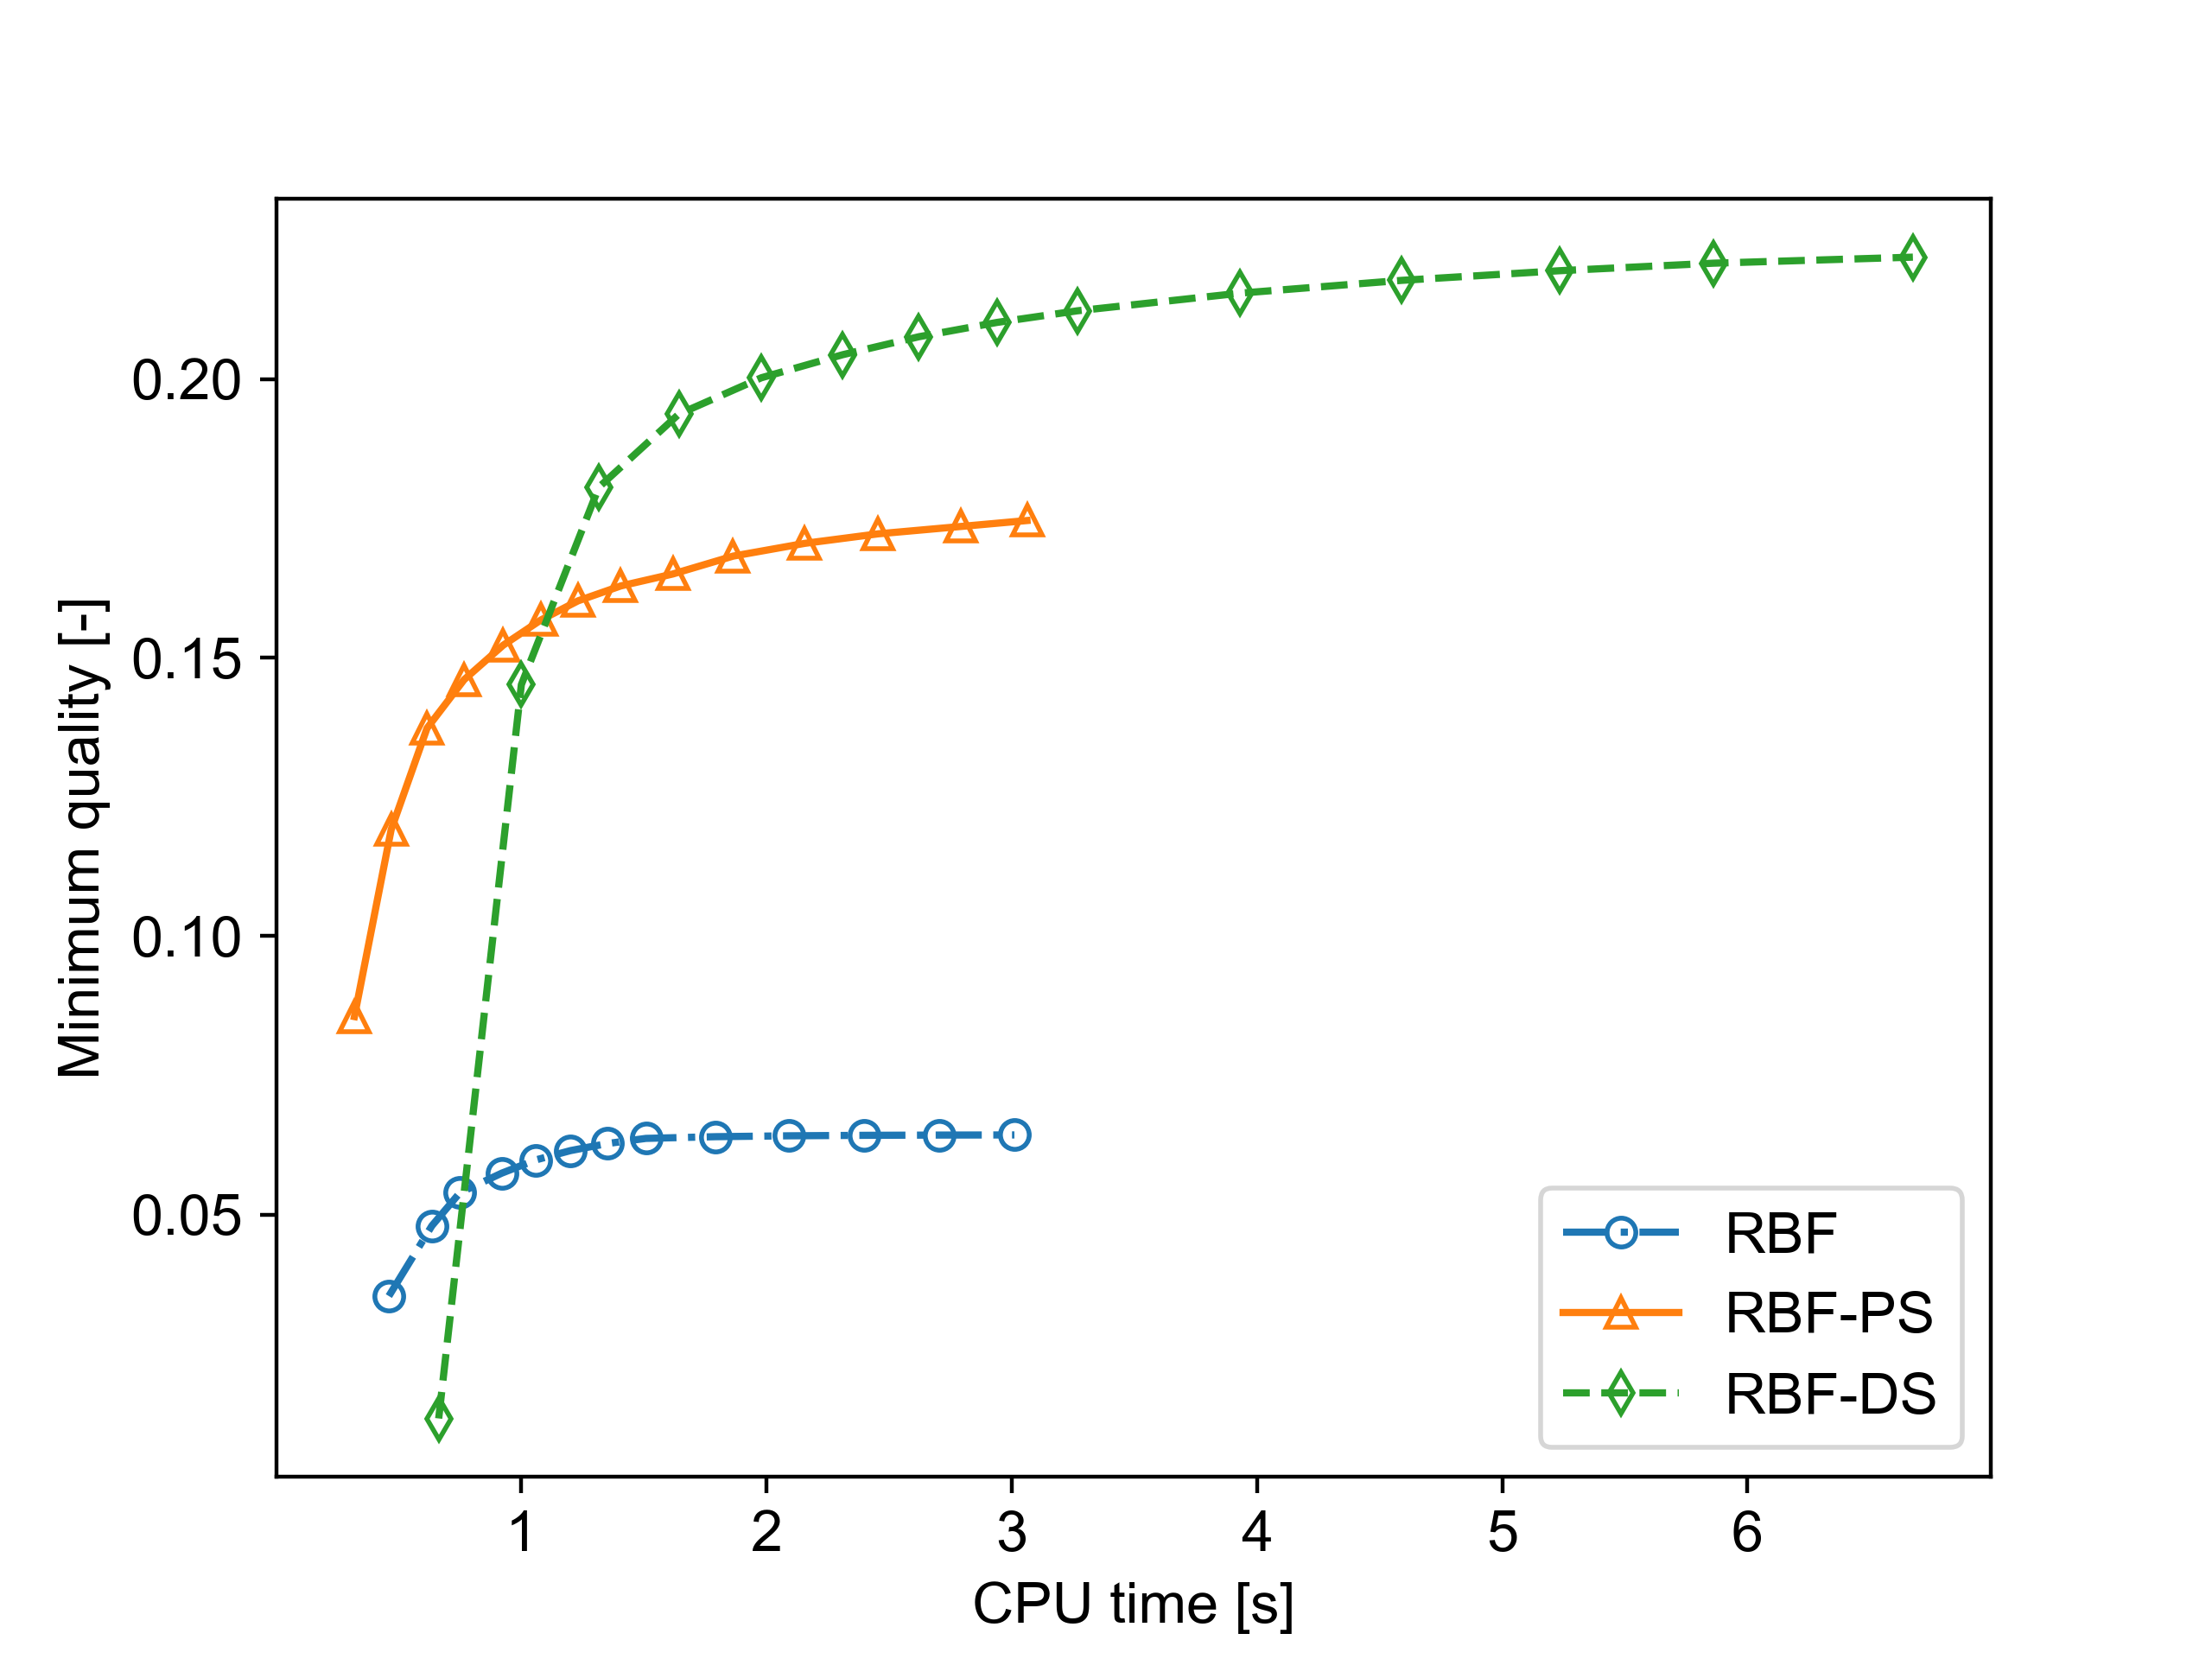 0.20
0.15
0.10
0.05
Minimum quality [-]
1 2 3 4 5 6
CPU time [s]
RBF
RBF-PS
RBF-DS